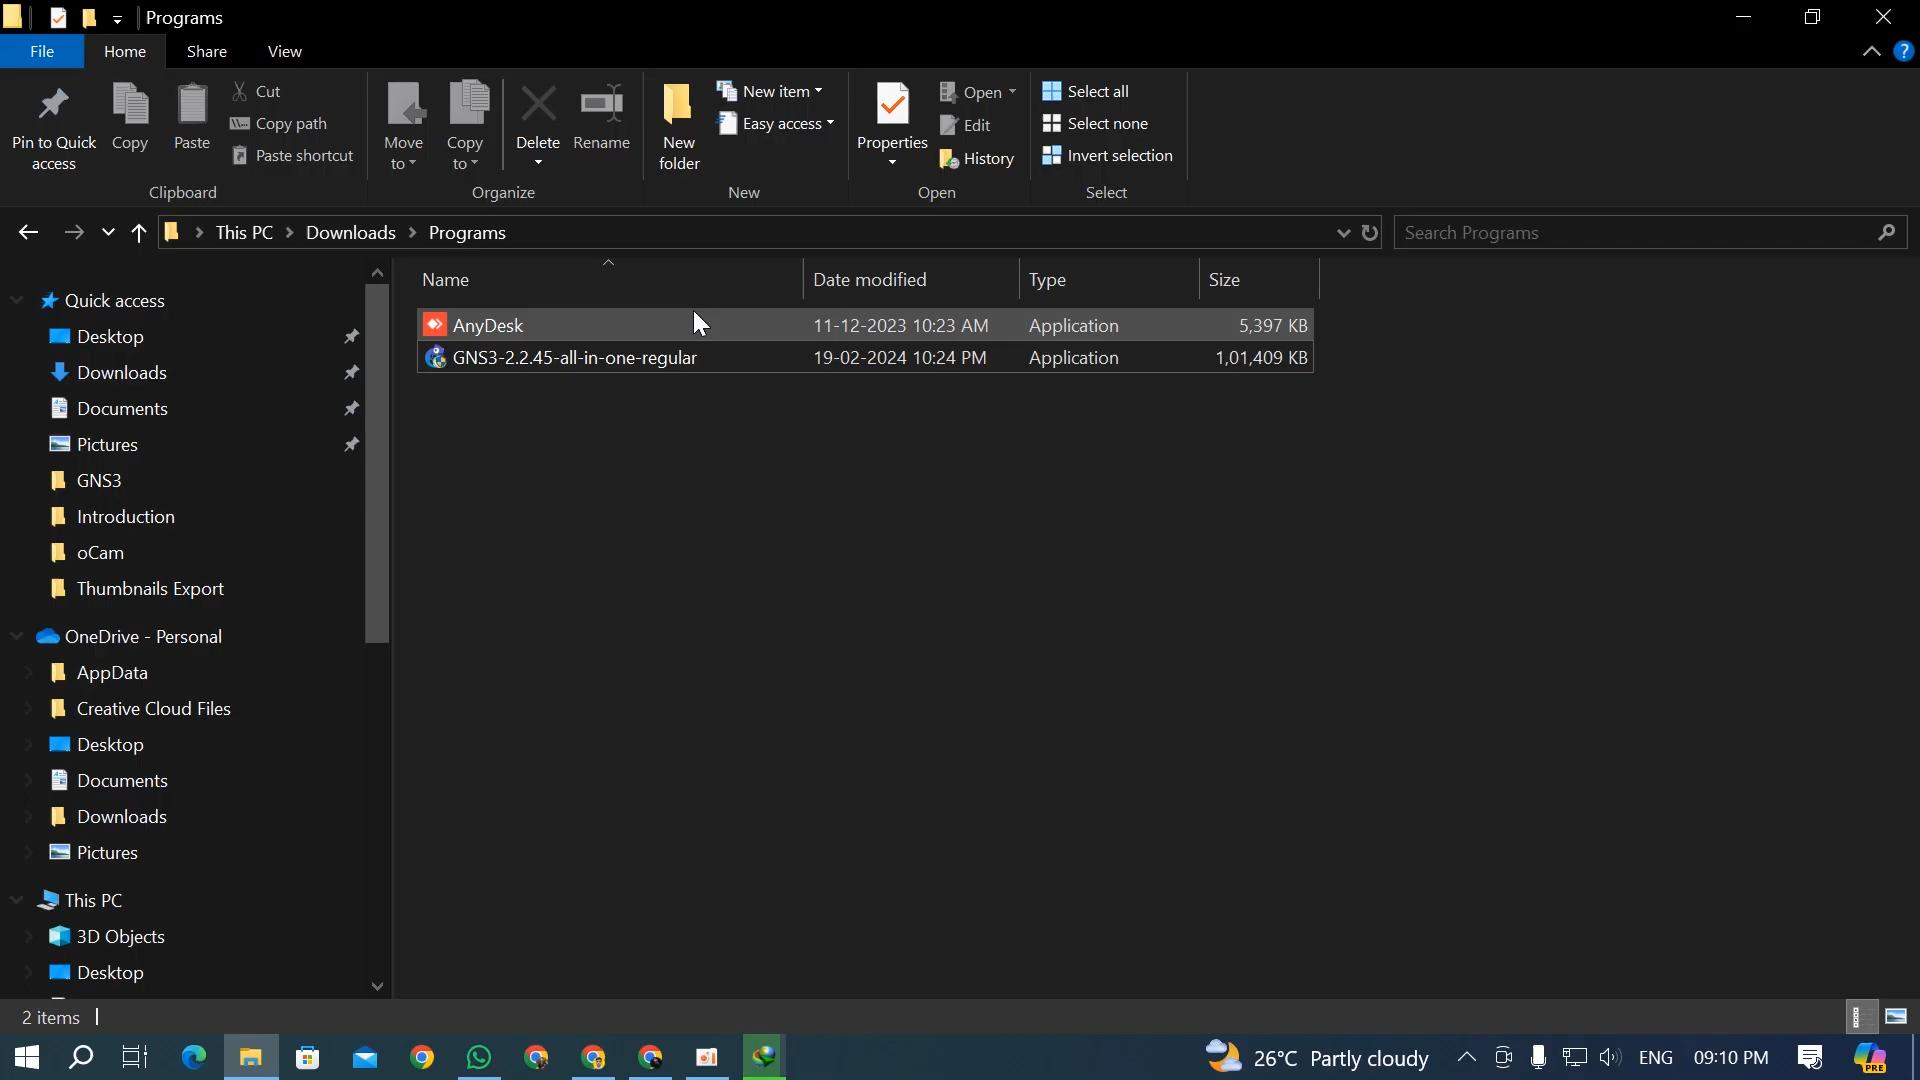 Programs
File Home Share View
Pin to Quick access
Copy
Paste
Cut
Copy path
Paste shortcut
Clipboard
Move to
Copy to
Delete
Rename
Organize
New folder
New item
Easy access
New
Properties
Open
Edit
History
Open
Select all
Select none
Invert selection
Select
This PC Downloads Programs
Search Programs
Name Date modified Type Size
AnyDesk 11-12-2023 10:23 AM Application 5,397 KB
GNS3-2.2.45-all-in-one-regular 19-02-2024 10:24 PM Application 1,01,409 KB
Quick access
Desktop
Downloads
Documents
Pictures
GNS3
Introduction
oCam
Thumbnails Export
OneDrive - Personal
AppData
Creative Cloud Files
Desktop
Documents
Downloads
Pictures
This PC
3D Objects
Desktop
2 items
26°C Partly cloudy ENG 09:10 PM
PRE